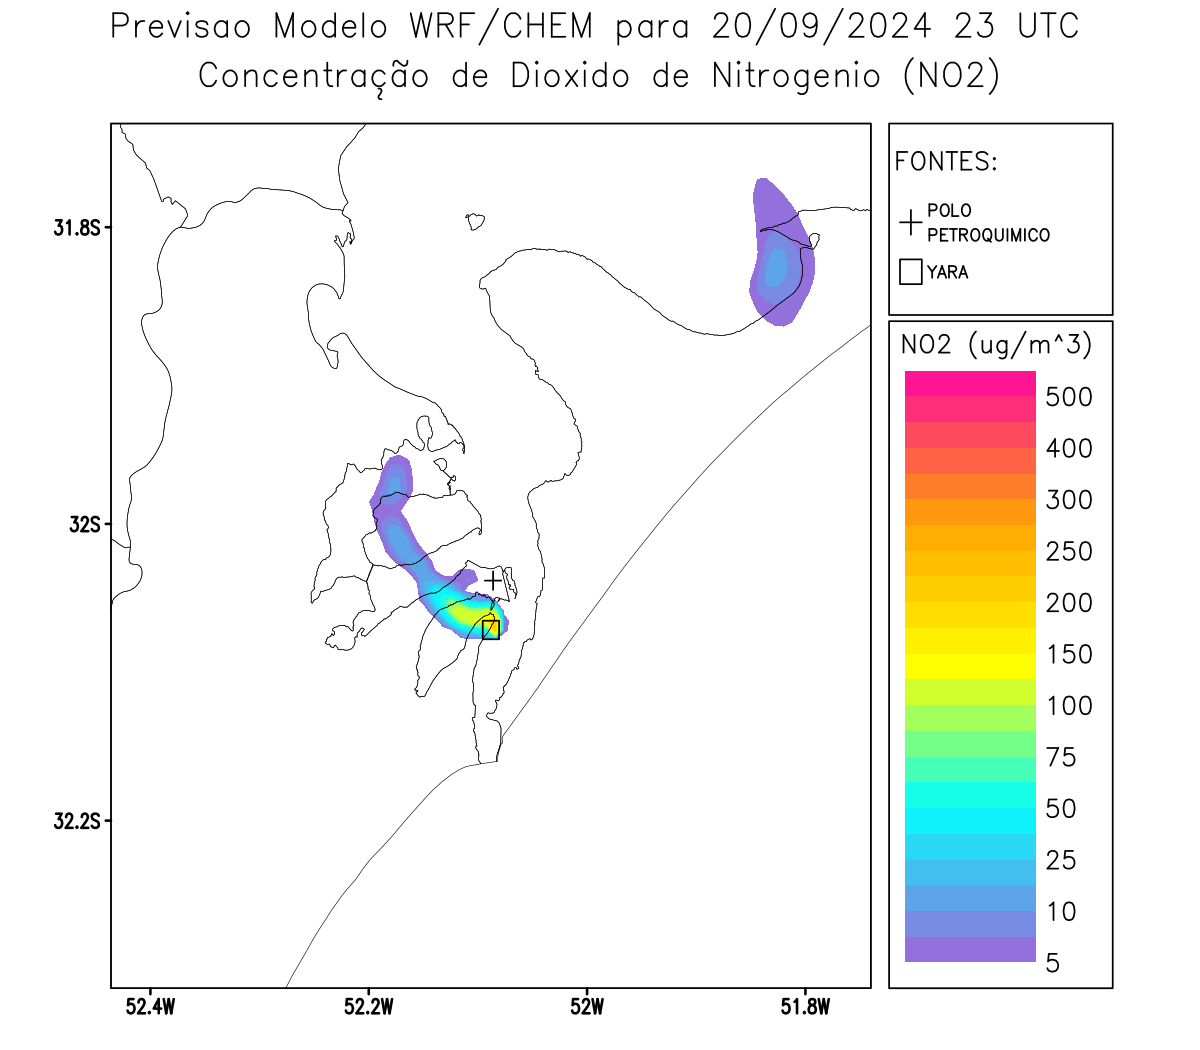 Previsao Modelo WRF/CHEM para 20/09/2024 23 UTC
Concentração de Dioxido de Nitrogenio (NO2)
FONTES:
POLO
PETROQUIMICO
YARA
NO2 (ug/m^3)
500
400
300
250
200
150
100
75
50
25
10
5
31.8S
32S
32.2S
52.4W
52.2W
52W
51.8W